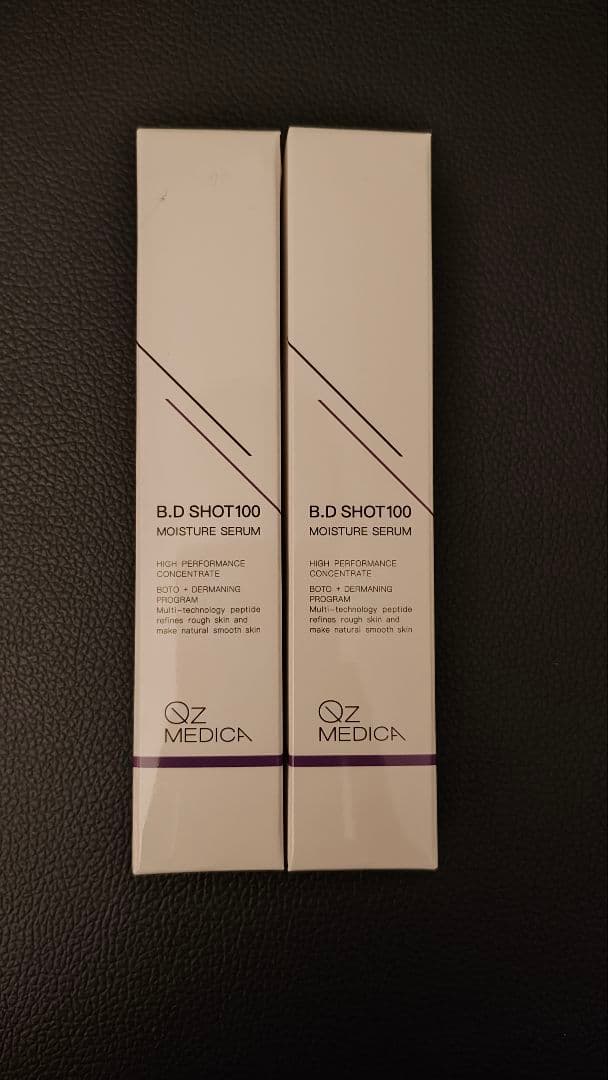 B.D SHOT100
MOISTURE SERUM
HIGH PERFORMANCE
CONCENTRATE
BOTO + DERMANING
PROGRAM
Multi-technology peptide
refines rough skin and
make natural smooth skin
QZ
MEDICA
B.D SHOT100
MOISTURE SERUM
HIGH PERFORMANCE
CONCENTRATE
BOTO + DERMANING
PROGRAM
Multi-technology peptide
refines rough skin and
make natural smooth skin
QZ
MEDICA